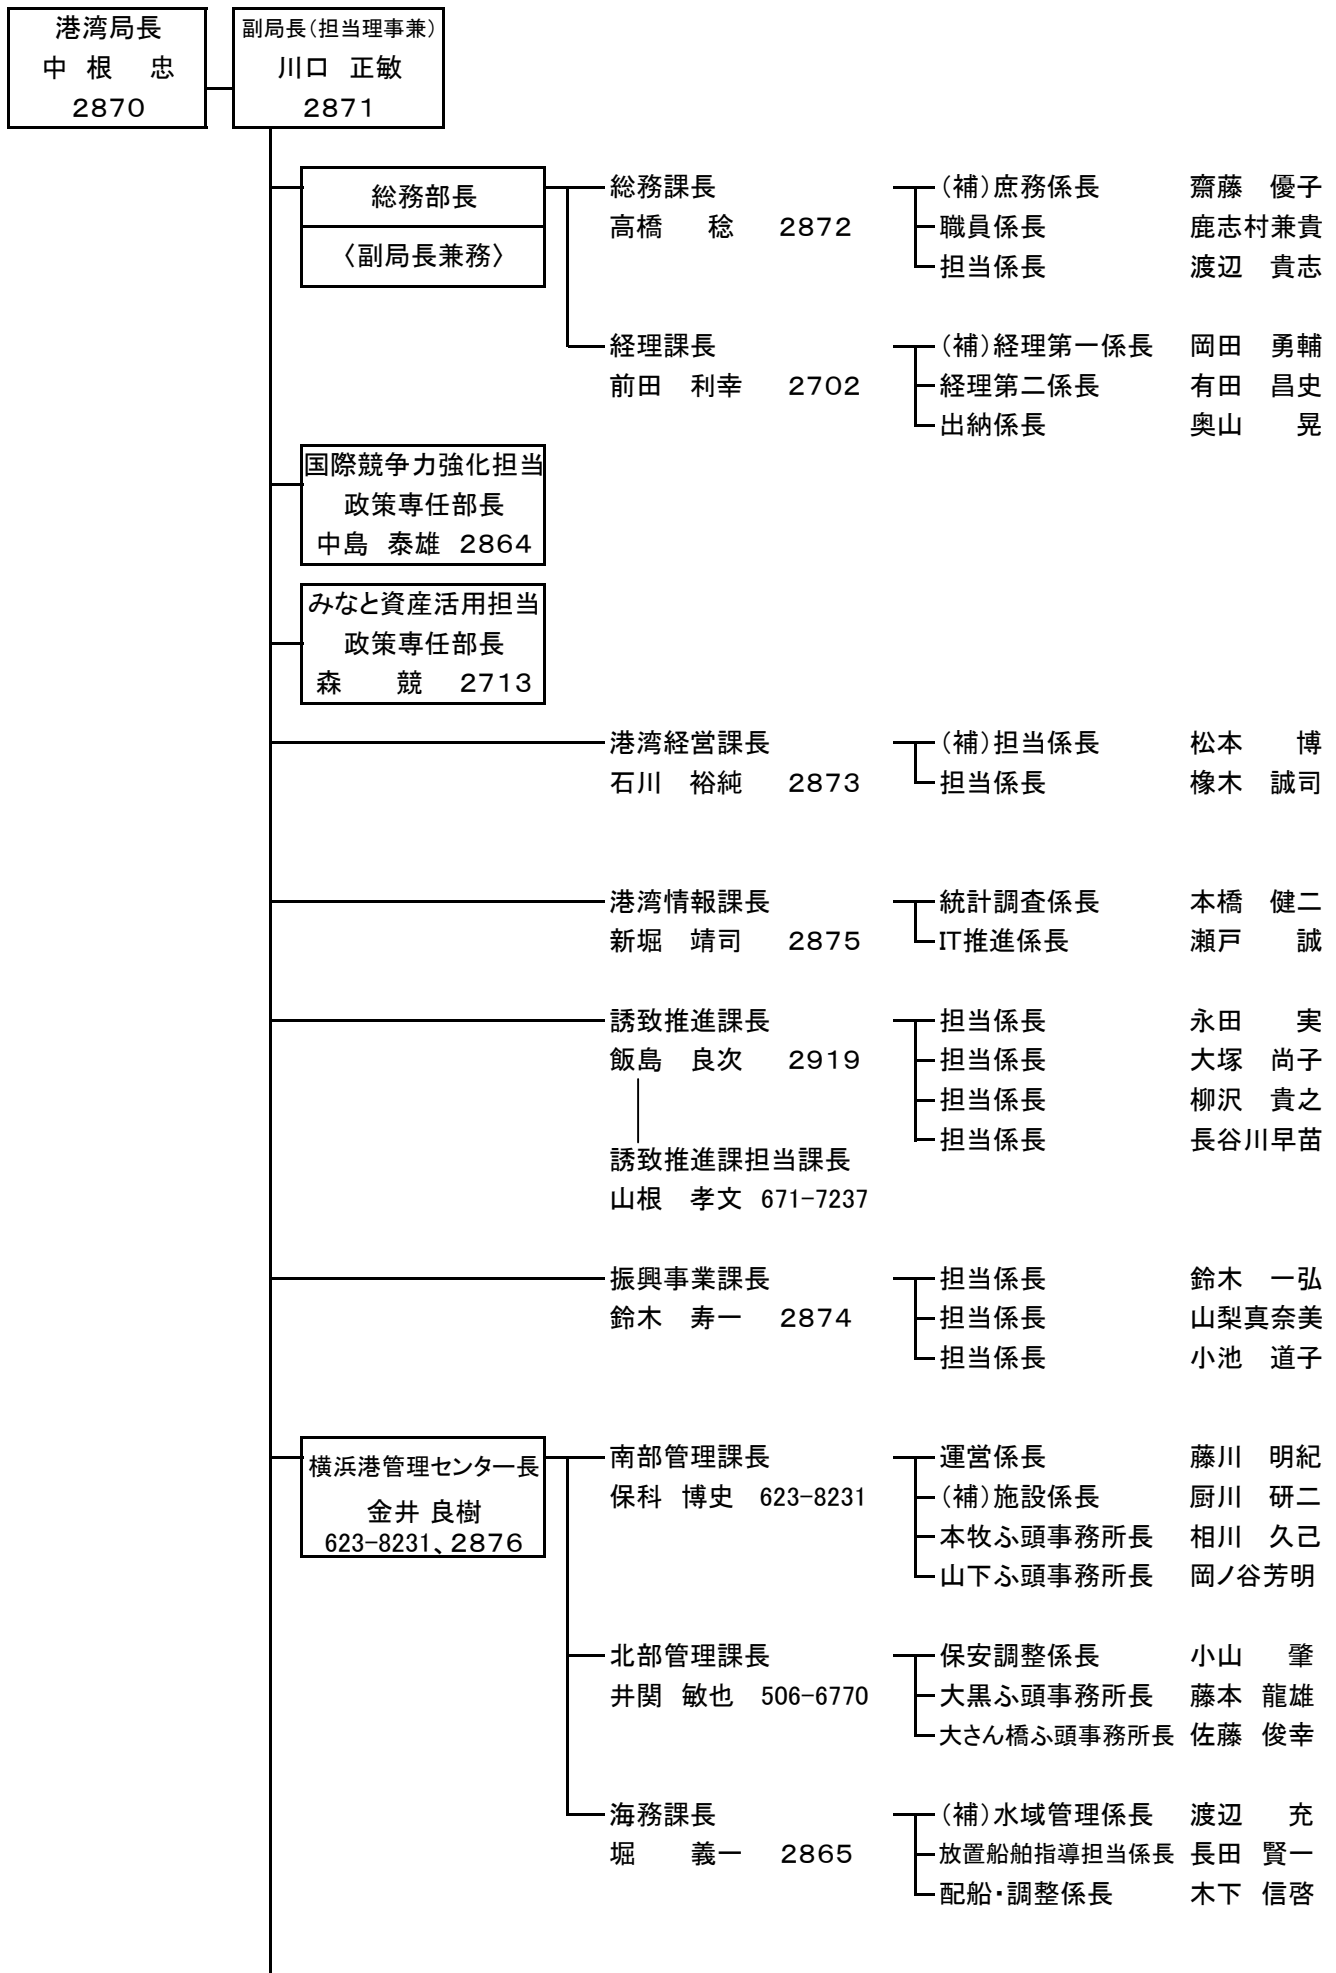 港湾局長
中根 忠
2870
副局長(担当理事兼)
川口 正敏
2871
総務部長
〈副局長兼務〉
総務課長
高橋 稔 2872
(補)庶務係長 齋藤 優子
職員係長 鹿志村兼貴
担当係長 渡辺 貴志
経理課長
前田 利幸 2702
(補)経理第一係長 岡田 勇輔
経理第二係長 有田 昌史
出納係長 奥山 晃
国際競争力強化担当
政策専任部長
中島 泰雄 2864
みなと資産活用担当
政策専任部長
森 競 2713
港湾経営課長
石川 裕純 2873
(補)担当係長 松本 博
担当係長 橡木 誠司
港湾情報課長
新堀 靖司 2875
統計調査係長 本橋 健二
IT推進係長 瀬戸 誠
誘致推進課長
飯島 良次 2919
誘致推進課担当課長
山根 孝文 671-7237
担当係長 永田 実
担当係長 大塚 尚子
担当係長 柳沢 貴之
担当係長 長谷川早苗
振興事業課長
鈴木 寿一 2874
担当係長 鈴木 一弘
担当係長 山梨真奈美
担当係長 小池 道子
横浜港管理センター長
金井 良樹
623-8231、2876
南部管理課長
保科 博史 623-8231
運営係長 藤川 明紀
(補)施設係長 厨川 研二
本牧ふ頭事務所長 相川 久己
山下ふ頭事務所長 岡ノ谷芳明
北部管理課長
井関 敏也 506-6770
保安調整係長 小山 肇
大黒ふ頭事務所長 藤本 龍雄
大さん橋ふ頭事務所長 佐藤 俊幸
海務課長
堀 義一 2865
(補)水域管理係長 渡辺 充
放置船舶指導担当係長 長田 賢一
配船・調整係長 木下 信啓